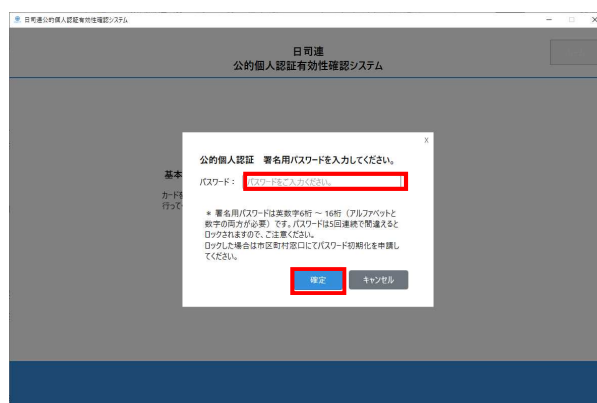 日司連公的個人認証有効性確認システム
日司連
公的個人認証有効性確認システム
x
公的個人認証　署名用パスワードを入力してください。
基本
パスワード： パスワードをご入力ください。
カードを
行って
＊ 署名用パスワードは英数字6桁 ～ 16桁（アルファベットと
数字の両方が必要）です。パスワードは5回連続で間違えると
ロックされますので、ご注意ください。
ロックした場合は市区町村窓口にてパスワード初期化を申請し
てください。
確定 キャンセル